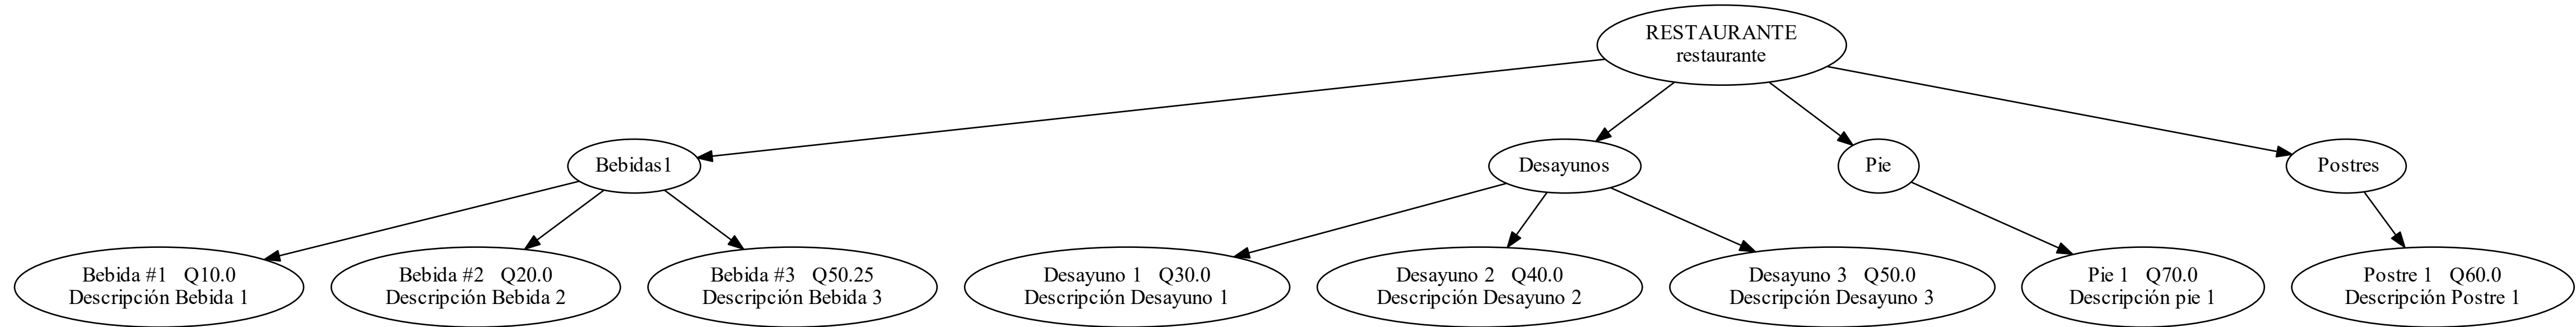 RESTAURANTE
restaurante
Bebidas1
Desayunos
Pie
Postres
Bebida #1   Q10.0
Descripción Bebida 1
Bebida #2   Q20.0
Descripción Bebida 2
Bebida #3   Q50.25
Descripción Bebida 3
Desayuno 1   Q30.0
Descripción Desayuno 1
Desayuno 2   Q40.0
Descripción Desayuno 2
Desayuno 3   Q50.0
Descripción Desayuno 3
Pie 1   Q70.0
Descripción pie 1
Postre 1   Q60.0
Descripción Postre 1